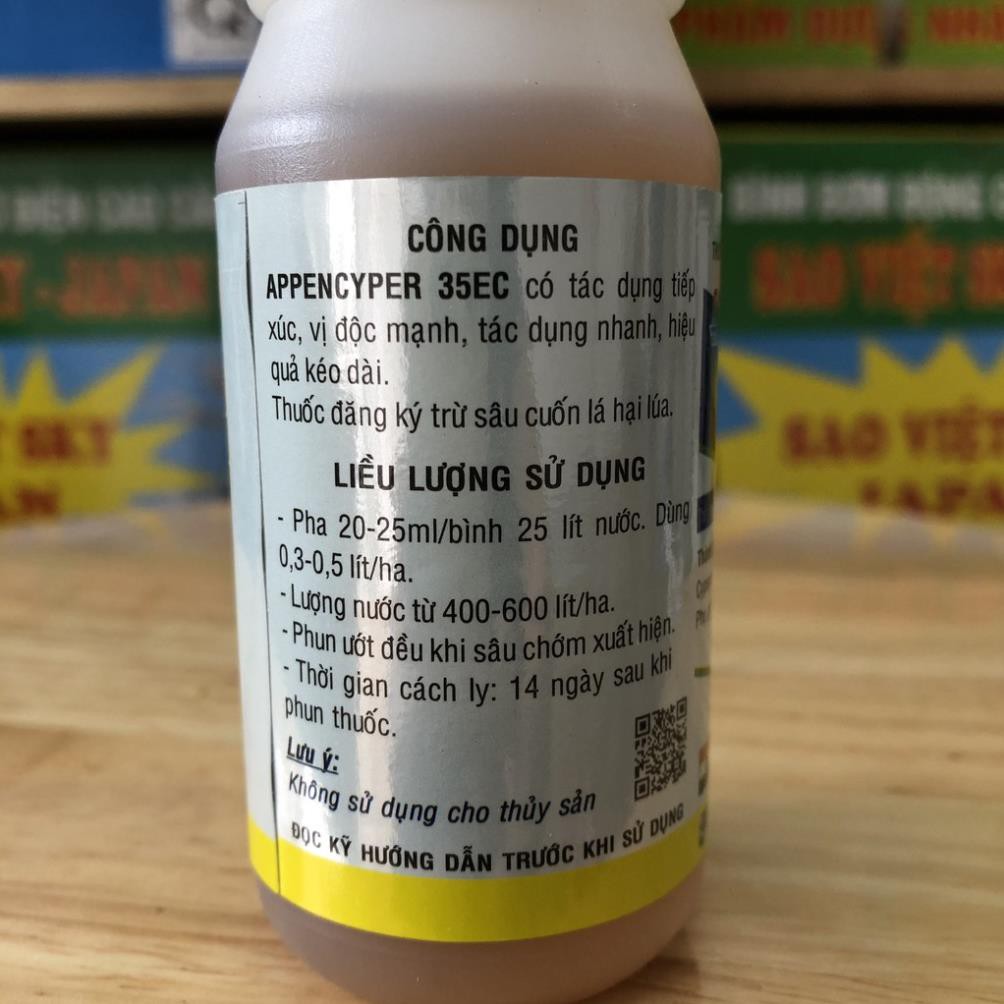 CÔNG DỤNG
APPENCYPER 35EC có tác dụng tiếp
xúc, vị độc mạnh, tác dụng nhanh, hiệu
quả kéo dài.
Thuốc đăng ký trừ sâu cuốn lá hại lúa.
LIỀU LƯỢNG SỬ DỤNG
- Pha 20-25ml/bình 25 lít nước. Dùng
0,3-0,5 lít/ha.
- Lượng nước từ 400-600 lít/ha.
- Phun ướt đều khi sâu chớm xuất hiện.
- Thời gian cách ly: 14 ngày sau khi
phun thuốc.
Lưu ý:
Không sử dụng cho thủy sản
ĐỌC KỸ HƯỚNG DẪN TRƯỚC KHI SỬ DỤNG
SAO VIỆT
SAO VIỆT